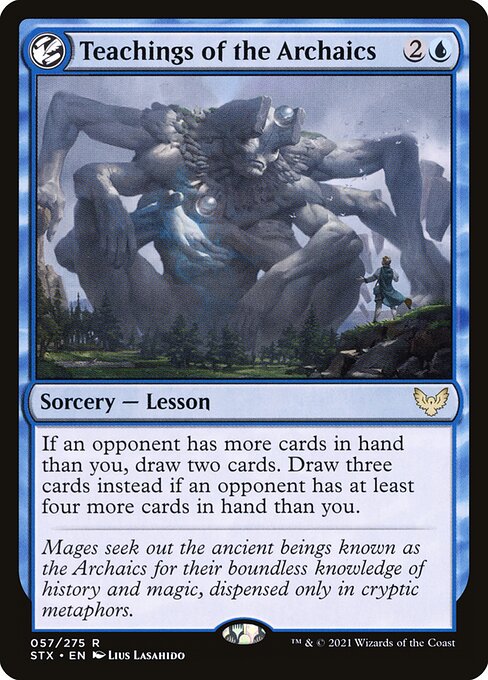 Teachings of the Archaics 2
Sorcery — Lesson
If an opponent has more cards in hand
than you, draw two cards. Draw three
cards instead if an opponent has at least
four more cards in hand than you.
Mages seek out the ancient beings known as
the Archaics for their boundless knowledge of
history and magic, dispensed only in cryptic
metaphors.
057/275 R
STX • EN Lius Lasahido
™ & © 2021 Wizards of the Coast